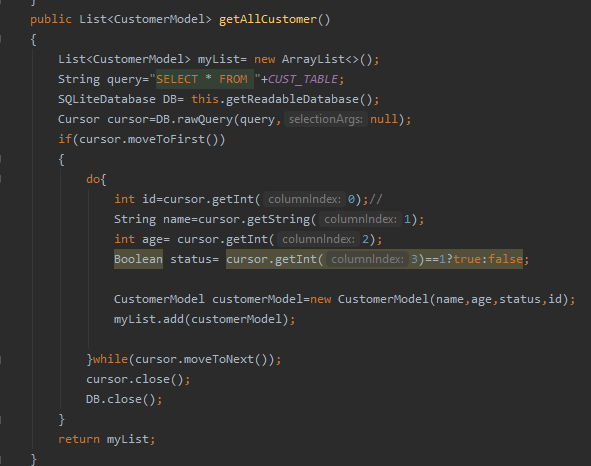 }
public List<CustomerModel> getAllCustomer()
{
List<CustomerModel> myList= new ArrayList<>();
String query="SELECT * FROM "+CUST_TABLE;
SQLiteDatabase DB= this.getReadableDatabase();
Cursor cursor=DB.rawQuery(query, selectionArgs: null);
if(cursor.moveToFirst())
{
do{
int id=cursor.getInt( columnIndex: 0);//
String name=cursor.getString( columnIndex: 1);
int age= cursor.getInt( columnIndex: 2);
Boolean status= cursor.getInt( columnIndex: 3)==1?true:false;
CustomerModel customerModel=new CustomerModel(name,age,status,id);
myList.add(customerModel);
}while(cursor.moveToNext());
cursor.close();
DB.close();
}
return myList;
}